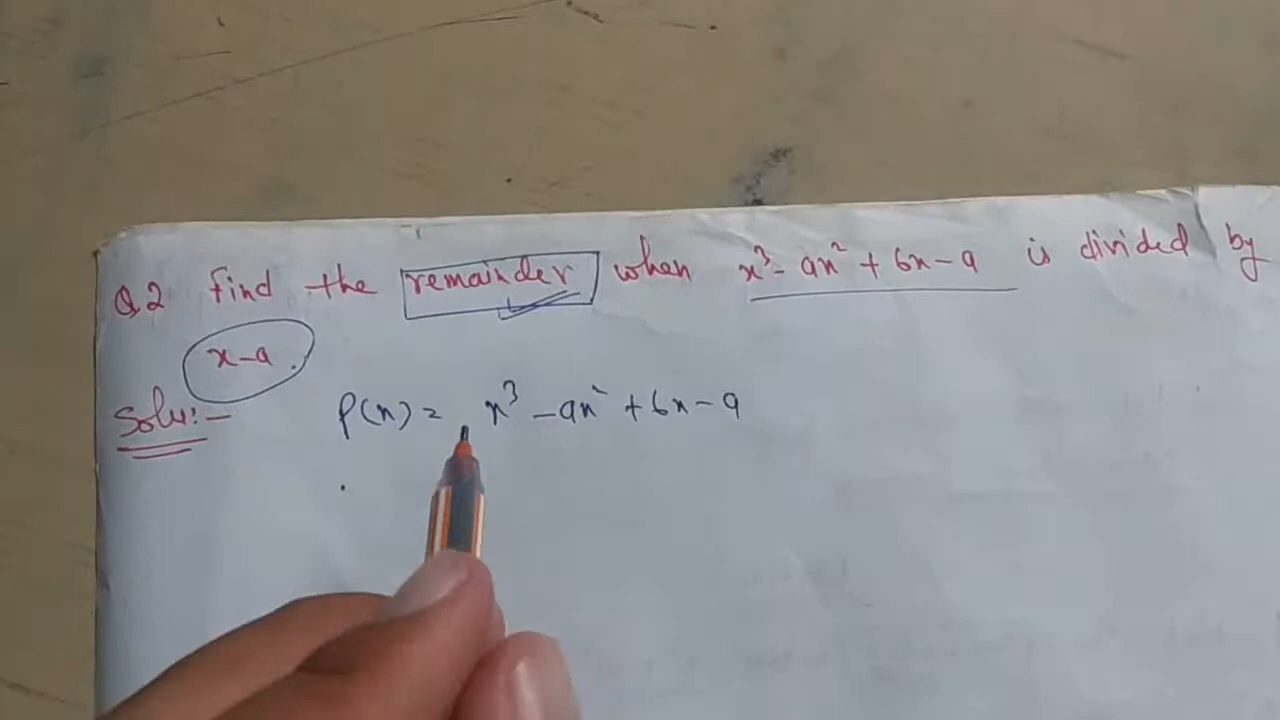 Q.2 Find the remainder when x³- ax² + 6x - a is divided by
x-a.
Solu:-
P(x) = x³ - ax² + 6x - a